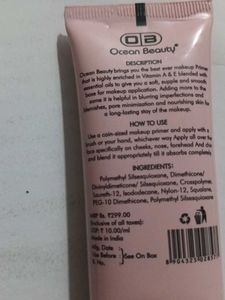 OB
Ocean Beauty
DESCRIPTION
Ocean Beauty brings you the best ever makeup Primer
that is highly enriched in Vitamin A & E blended with
essential oils to give you a soft, supple and smooth
base for makeup application. Adding more to the
same it is helpful in blurring imperfections and
blemishes, pore minimization and nourishing skin for
a long-lasting stay of the makeup.
HOW TO USE
Use a coin-sized makeup primer and apply with a
brush or your hand, whichever way Apply all over by
face specifically on cheeks, nose, forehead And chin
and blend it appropriately till it absorbs completely.
INGREDIENTS:
Polymethyl Silsesquioxane, Dimethicone/
Divinyldimeticone/ Silsesquioxane, Crosspolymer
Laureth-12, Isododecane, Nylon-12, Squalane,
PEG-10 Dimethicone, Polymethyl Silsesquioxane
MRP Rs. ₹299.00
(Inclusive of all taxes)
USP: ₹ 10.00/ml
Made in India
Mfg. Date
Use Before
B. No.
See On Box
8904323